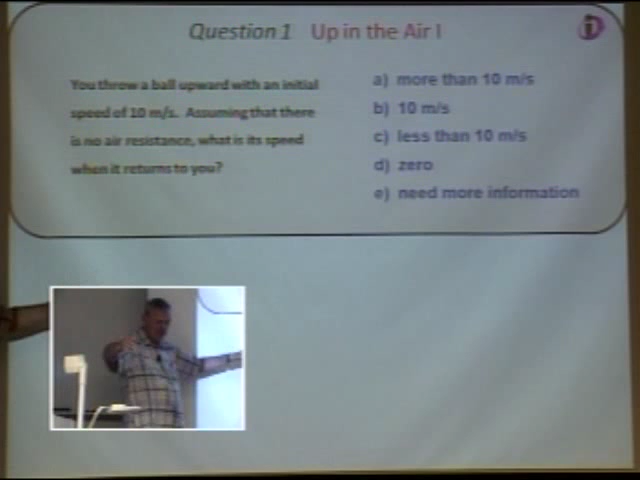 Question 1 Up in the Air I
You throw a ball upward with an initial
speed of 10 m/s. Assuming that there
is no air resistance, what is its speed
when it returns to you?
a) more than 10 m/s
b) 10 m/s
c) less than 10 m/s
d) zero
e) need more information